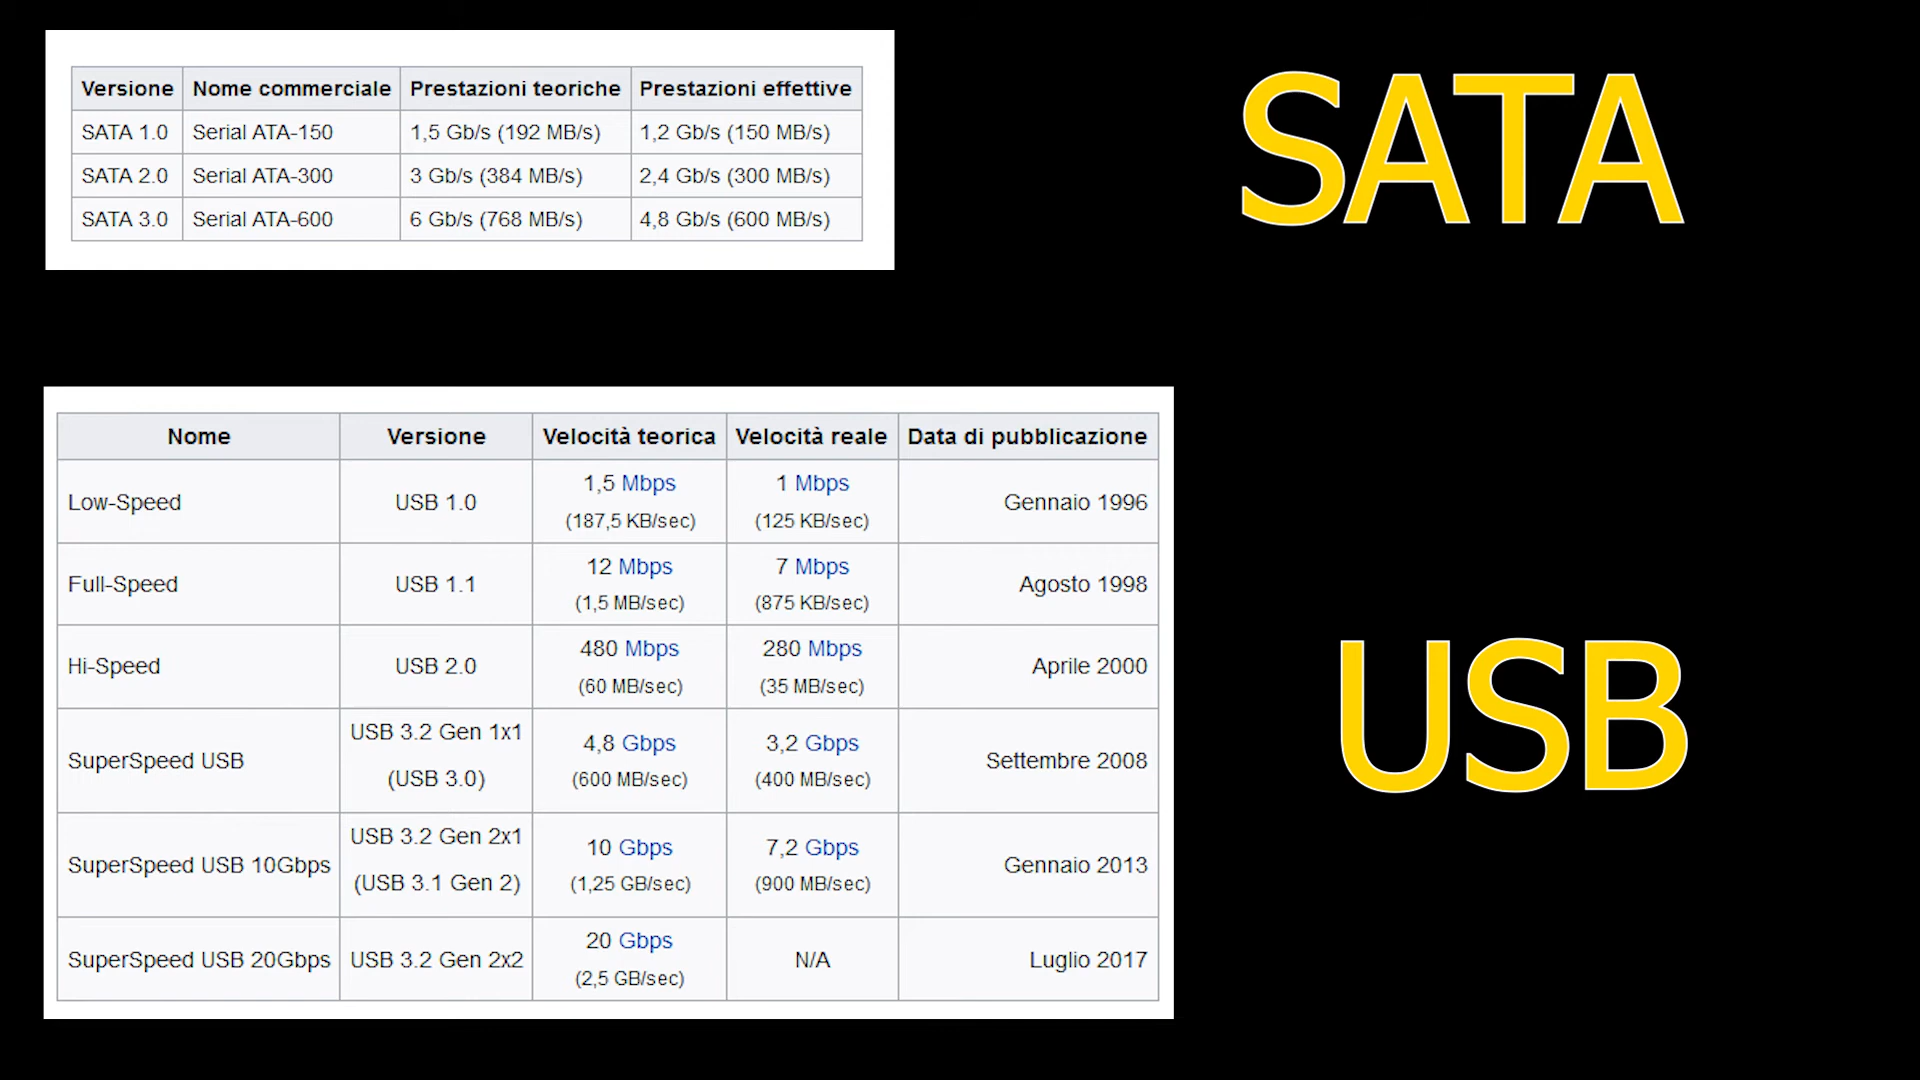 Versione Nome commerciale Prestazioni teoriche Prestazioni effettive
SATA 1.0 Serial ATA-150 1,5 Gb/s (192 MB/s) 1,2 Gb/s (150 MB/s)
SATA 2.0 Serial ATA-300 3 Gb/s (384 MB/s) 2,4 Gb/s (300 MB/s)
SATA 3.0 Serial ATA-600 6 Gb/s (768 MB/s) 4,8 Gb/s (600 MB/s)
SATA
Nome Versione Velocità teorica Velocità reale Data di pubblicazione
Low-Speed USB 1.0 1,5 Mbps 1 Mbps Gennaio 1996
(187,5 KB/sec) (125 KB/sec)
Full-Speed USB 1.1 12 Mbps 7 Mbps Agosto 1998
(1,5 MB/sec) (875 KB/sec)
Hi-Speed USB 2.0 480 Mbps 280 Mbps Aprile 2000
(60 MB/sec) (35 MB/sec)
SuperSpeed USB USB 3.2 Gen 1x1 4,8 Gbps 3,2 Gbps Settembre 2008
(USB 3.0) (600 MB/sec) (400 MB/sec)
SuperSpeed USB 10Gbps USB 3.2 Gen 2x1 10 Gbps 7,2 Gbps Gennaio 2013
(USB 3.1 Gen 2) (1,25 GB/sec) (900 MB/sec)
SuperSpeed USB 20Gbps USB 3.2 Gen 2x2 20 Gbps N/A Luglio 2017
(2,5 GB/sec)
USB